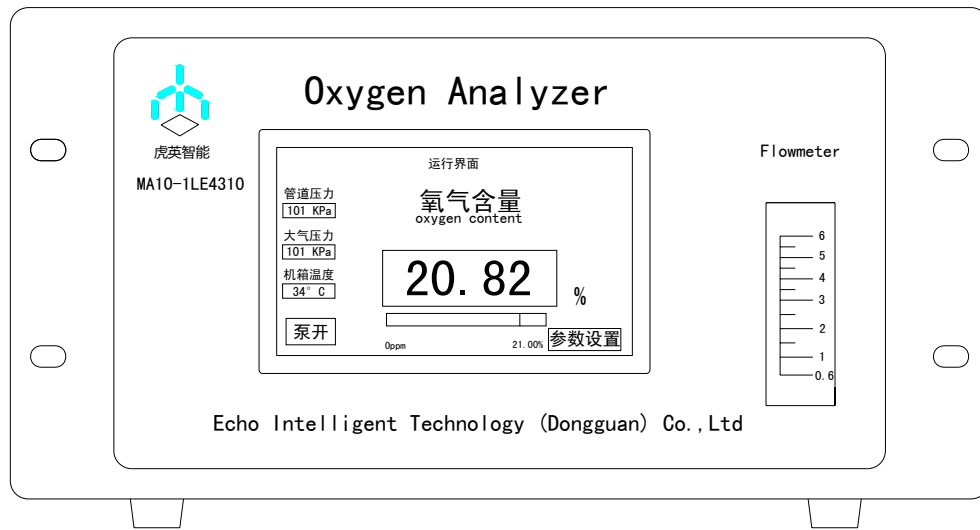 Oxygen Analyzer
虎英智能
MA10-1LE4310
运行界面
管道压力
101 KPa
大气压力
101 KPa
机箱温度
34° C
泵开
氧气含量
oxygen content
20.82
%
0ppm
21.00%
参数设置
Flowmeter
6
5
4
3
2
1
0.6
Echo Intelligent Technology (Dongguan) Co.,Ltd